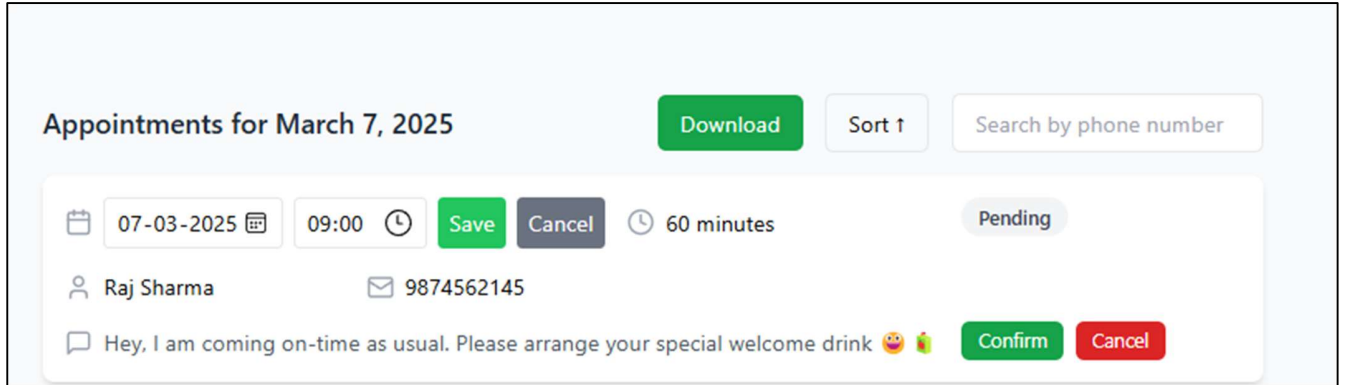 Appointments for March 7, 2025 Download Sort ↑ Search by phone number
07-03-2025 09:00 Save Cancel 60 minutes Pending
Raj Sharma 9874562145
Hey, I am coming on-time as usual. Please arrange your special welcome drink 😀 🧃 Confirm Cancel